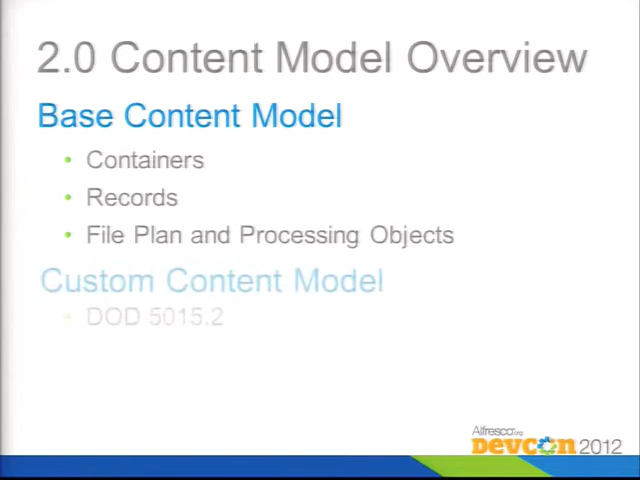 2.0 Content Model Overview
Base Content Model
• Containers
• Records
• File Plan and Processing Objects
Custom Content Model
• DOD 5015.2
Alfresco.org
DEVCON 2012